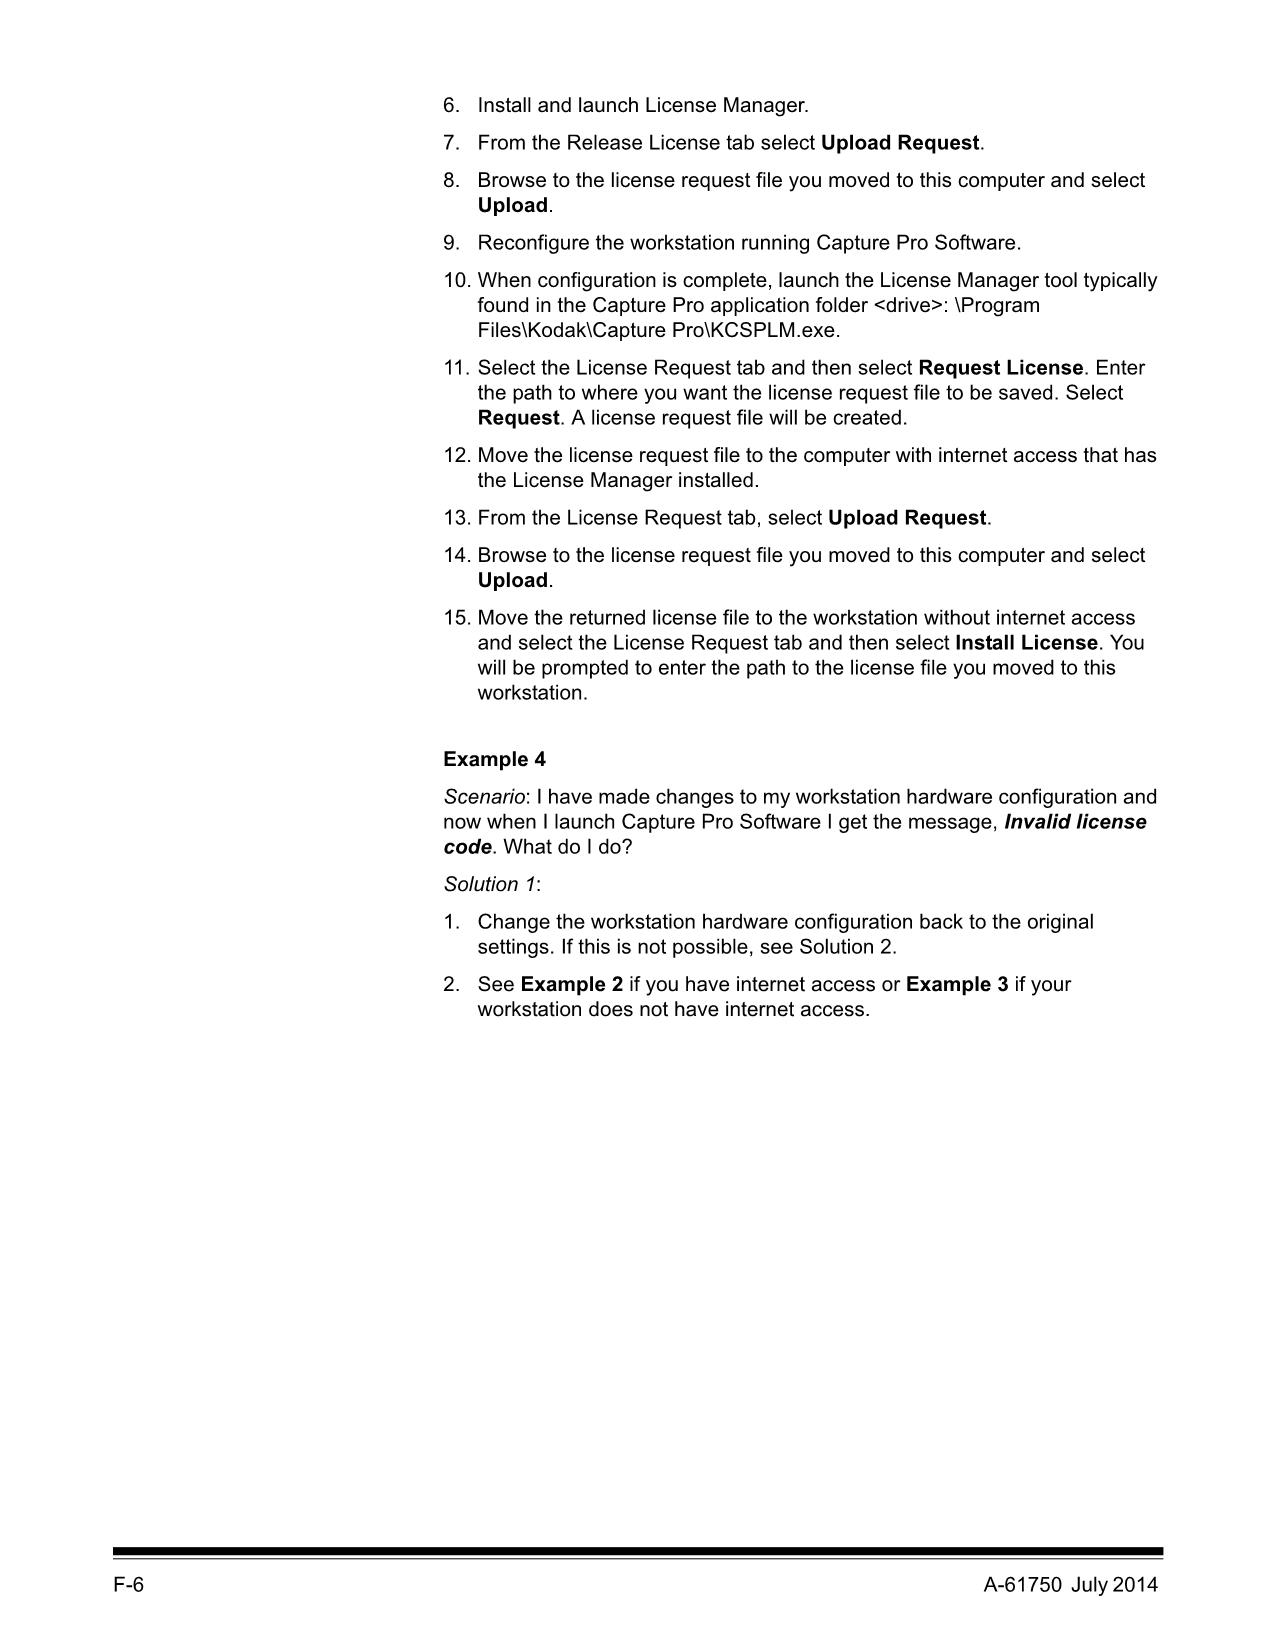 6. Install and launch License Manager.
7. From the Release License tab select Upload Request.
8. Browse to the license request file you moved to this computer and select
Upload.
9. Reconfigure the workstation running Capture Pro Software.
10. When configuration is complete, launch the License Manager tool typically
found in the Capture Pro application folder <drive>: \Program
Files\Kodak\Capture Pro\KCSPLM.exe.
11. Select the License Request tab and then select Request License. Enter
the path to where you want the license request file to be saved. Select
Request. A license request file will be created.
12. Move the license request file to the computer with internet access that has
the License Manager installed.
13. From the License Request tab, select Upload Request.
14. Browse to the license request file you moved to this computer and select
Upload.
15. Move the returned license file to the workstation without internet access
and select the License Request tab and then select Install License. You
will be prompted to enter the path to the license file you moved to this
workstation.
Example 4
Scenario: I have made changes to my workstation hardware configuration and
now when I launch Capture Pro Software I get the message, Invalid license
code. What do I do?
Solution 1:
1. Change the workstation hardware configuration back to the original
settings. If this is not possible, see Solution 2.
2. See Example 2 if you have internet access or Example 3 if your
workstation does not have internet access.
F-6 A-61750 July 2014